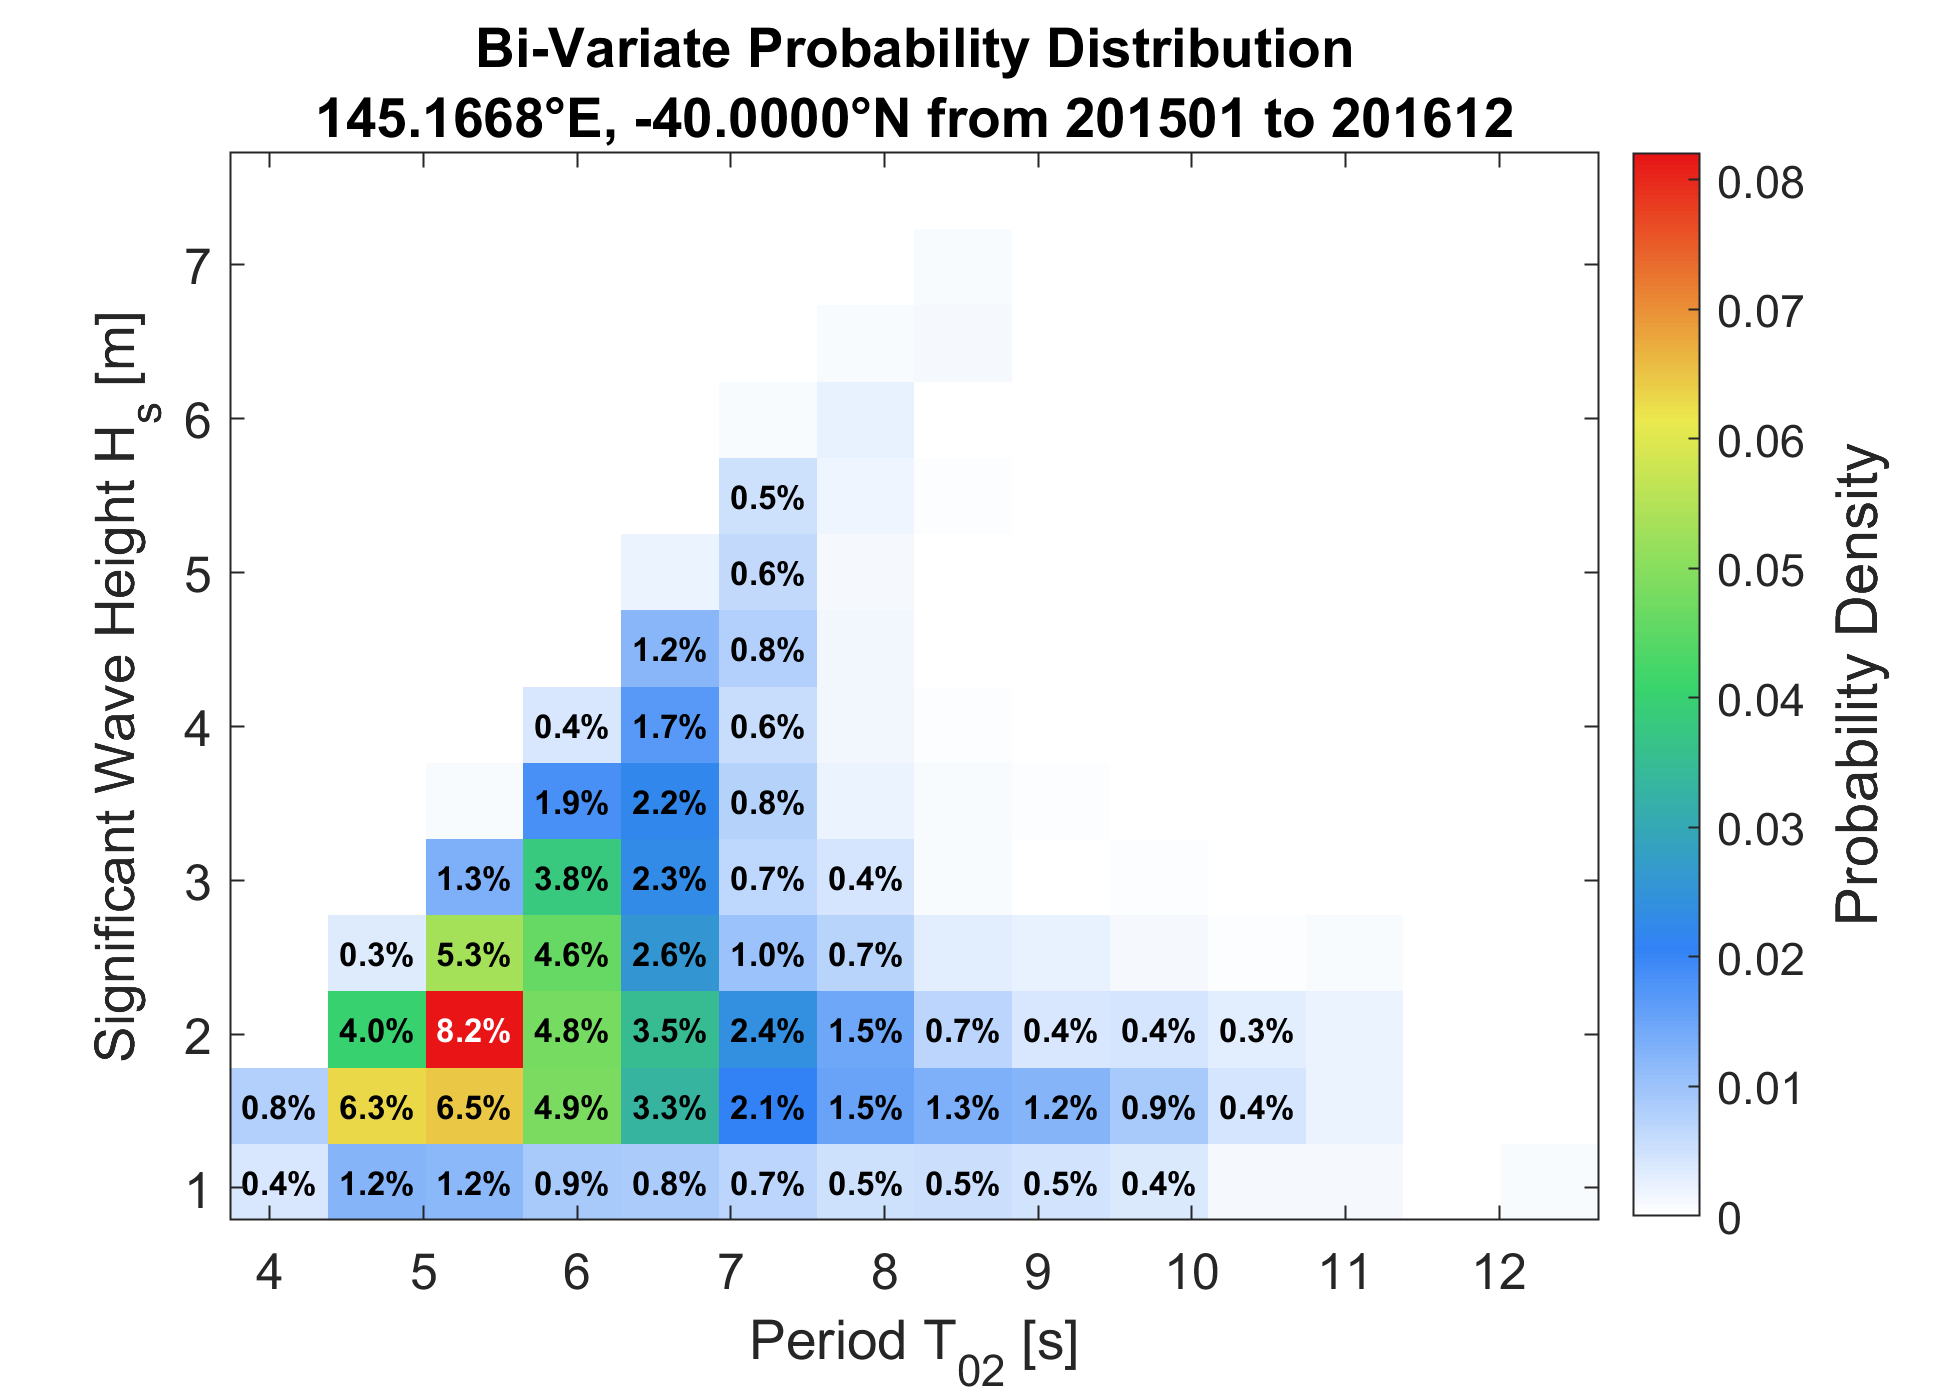 Bi-Variate Probability Distribution
145.1668°E, -40.0000°N from 201501 to 201612
7
6
5
4
3
2
1
Significant Wave Height Hs [m]
0.5%
0.6%
1.2% 0.8%
0.4% 1.7% 0.6%
1.9% 2.2% 0.8%
1.3% 3.8% 2.3% 0.7% 0.4%
0.3% 5.3% 4.6% 2.6% 1.0% 0.7%
4.0% 8.2% 4.8% 3.5% 2.4% 1.5% 0.7% 0.4% 0.4% 0.3%
0.8% 6.3% 6.5% 4.9% 3.3% 2.1% 1.5% 1.3% 1.2% 0.9% 0.4%
0.4% 1.2% 1.2% 0.9% 0.8% 0.7% 0.5% 0.5% 0.5% 0.4%
4 5 6 7 8 9 10 11 12
Period T02 [s]
0.08
0.07
0.06
0.05
0.04
0.03
0.02
0.01
0
Probability Density